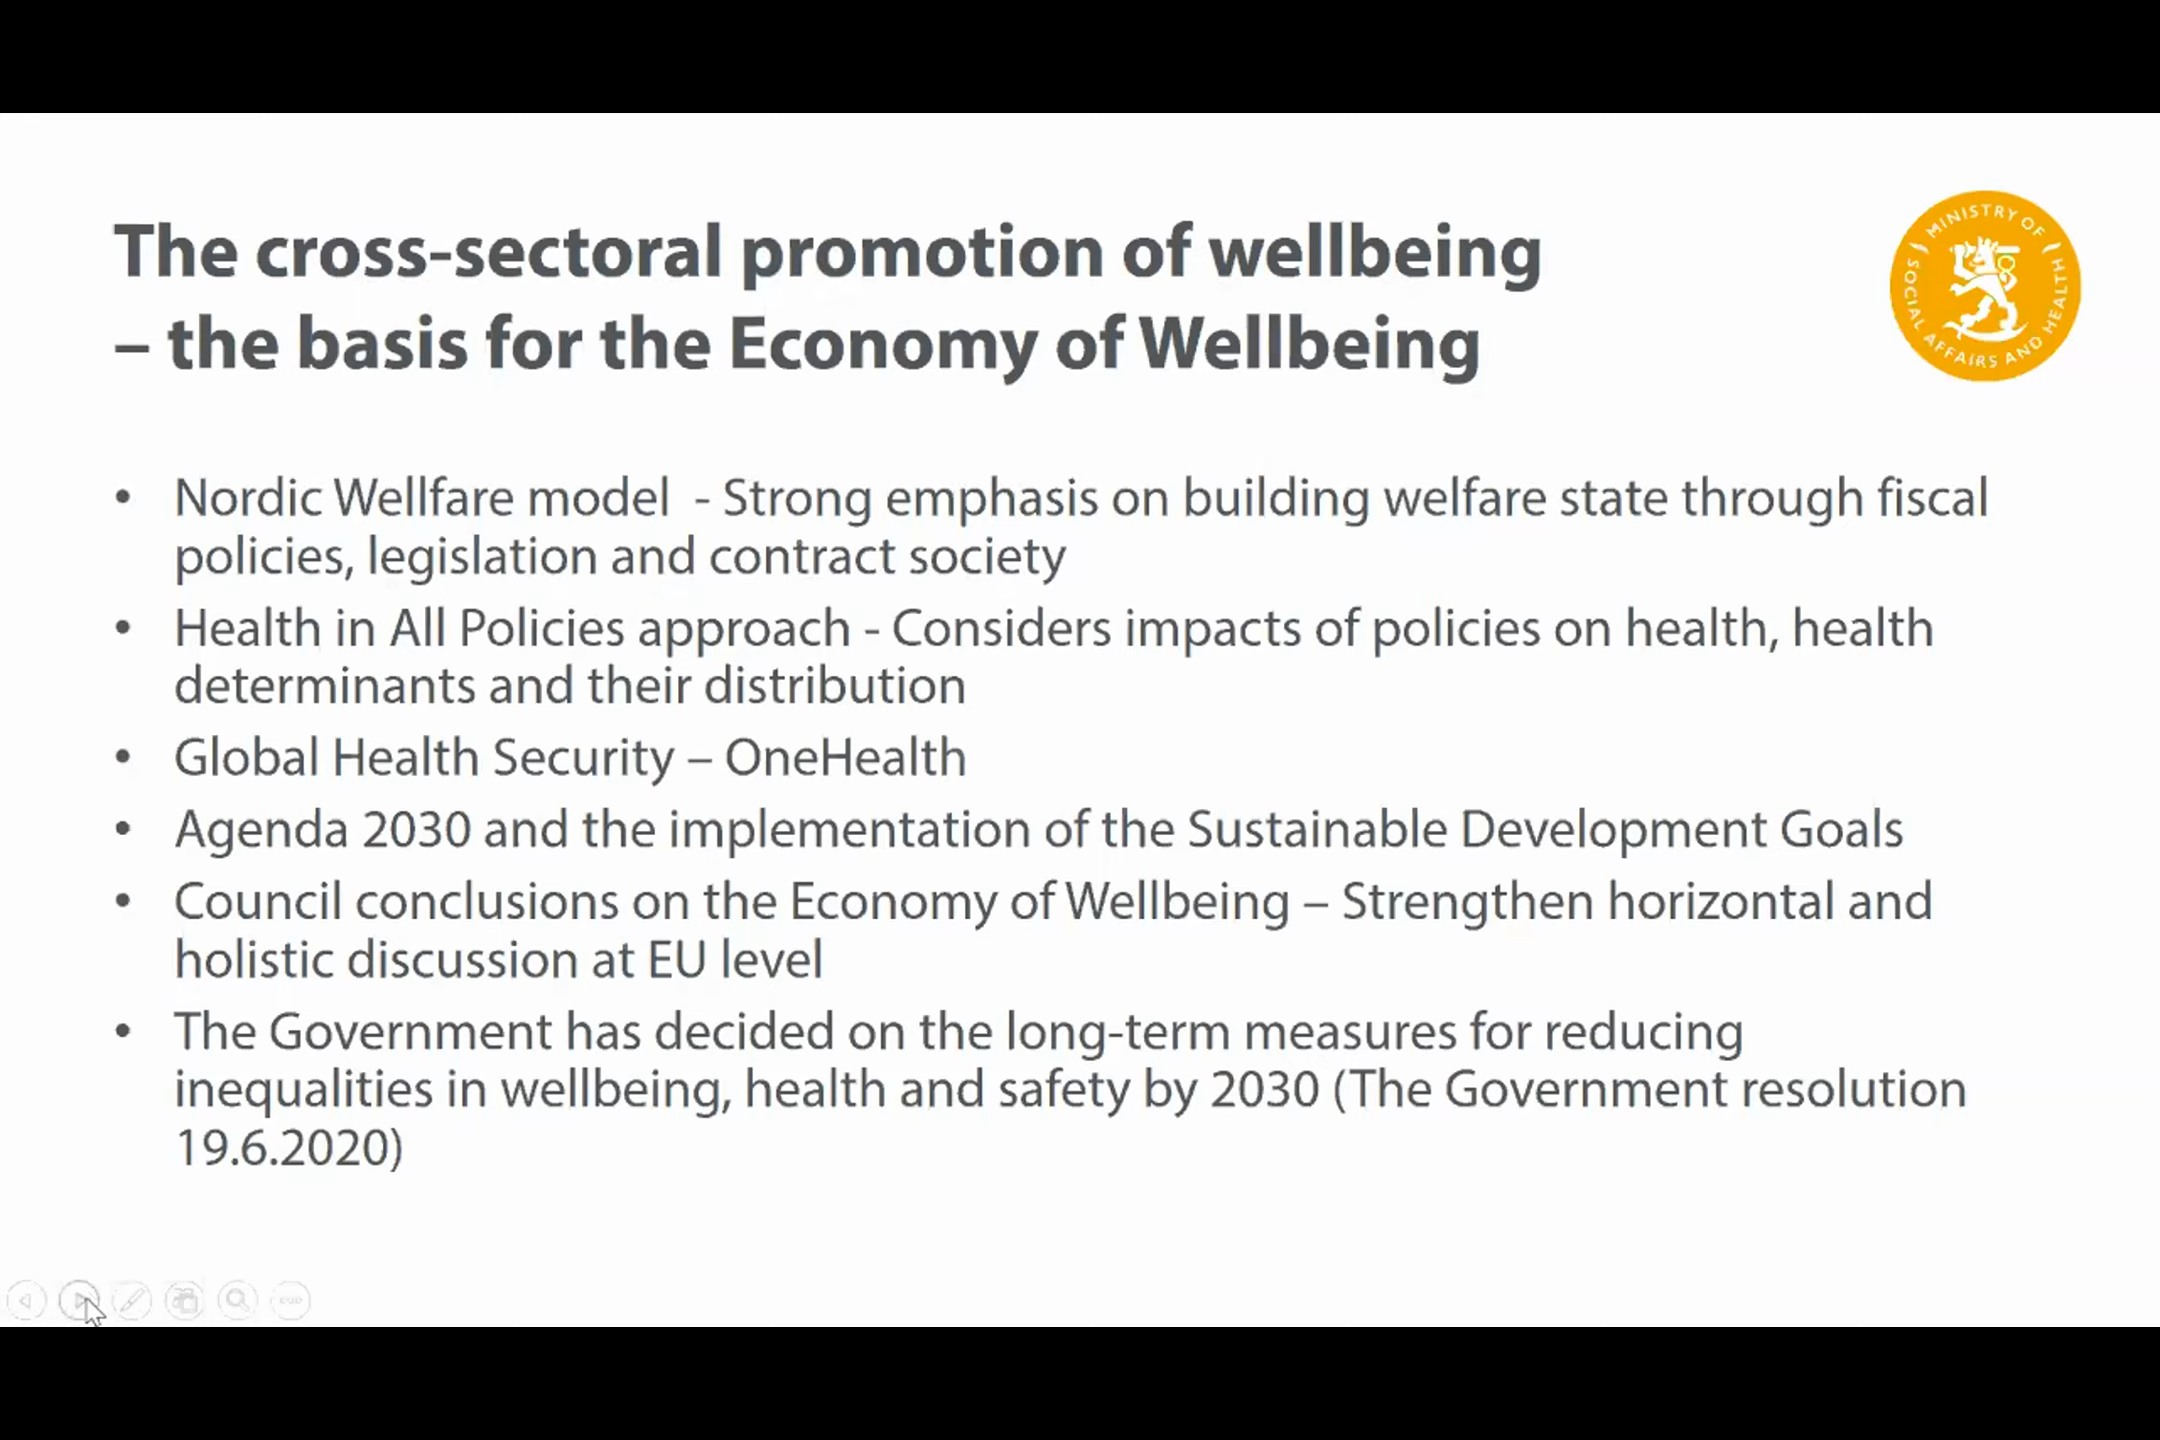 The cross-sectoral promotion of wellbeing
– the basis for the Economy of Wellbeing
MINISTRY OF
SOCIAL AFFAIRS AND HEALTH
• Nordic Wellfare model  - Strong emphasis on building welfare state through fiscal
policies, legislation and contract society
• Health in All Policies approach - Considers impacts of policies on health, health
determinants and their distribution
• Global Health Security – OneHealth
• Agenda 2030 and the implementation of the Sustainable Development Goals
• Council conclusions on the Economy of Wellbeing – Strengthen horizontal and
holistic discussion at EU level
• The Government has decided on the long-term measures for reducing
inequalities in wellbeing, health and safety by 2030 (The Government resolution
19.6.2020)